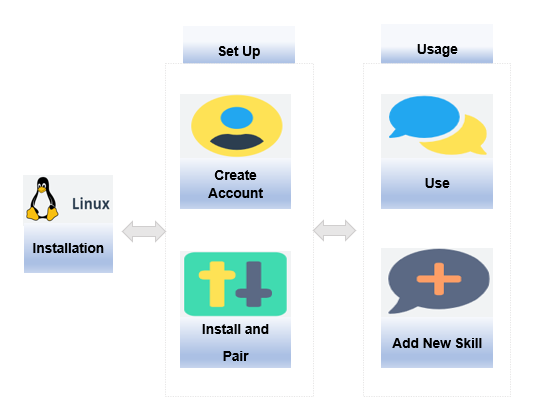 Set Up
Usage
Create
Account
Use
Linux
Installation
Install and
Pair
Add New Skill